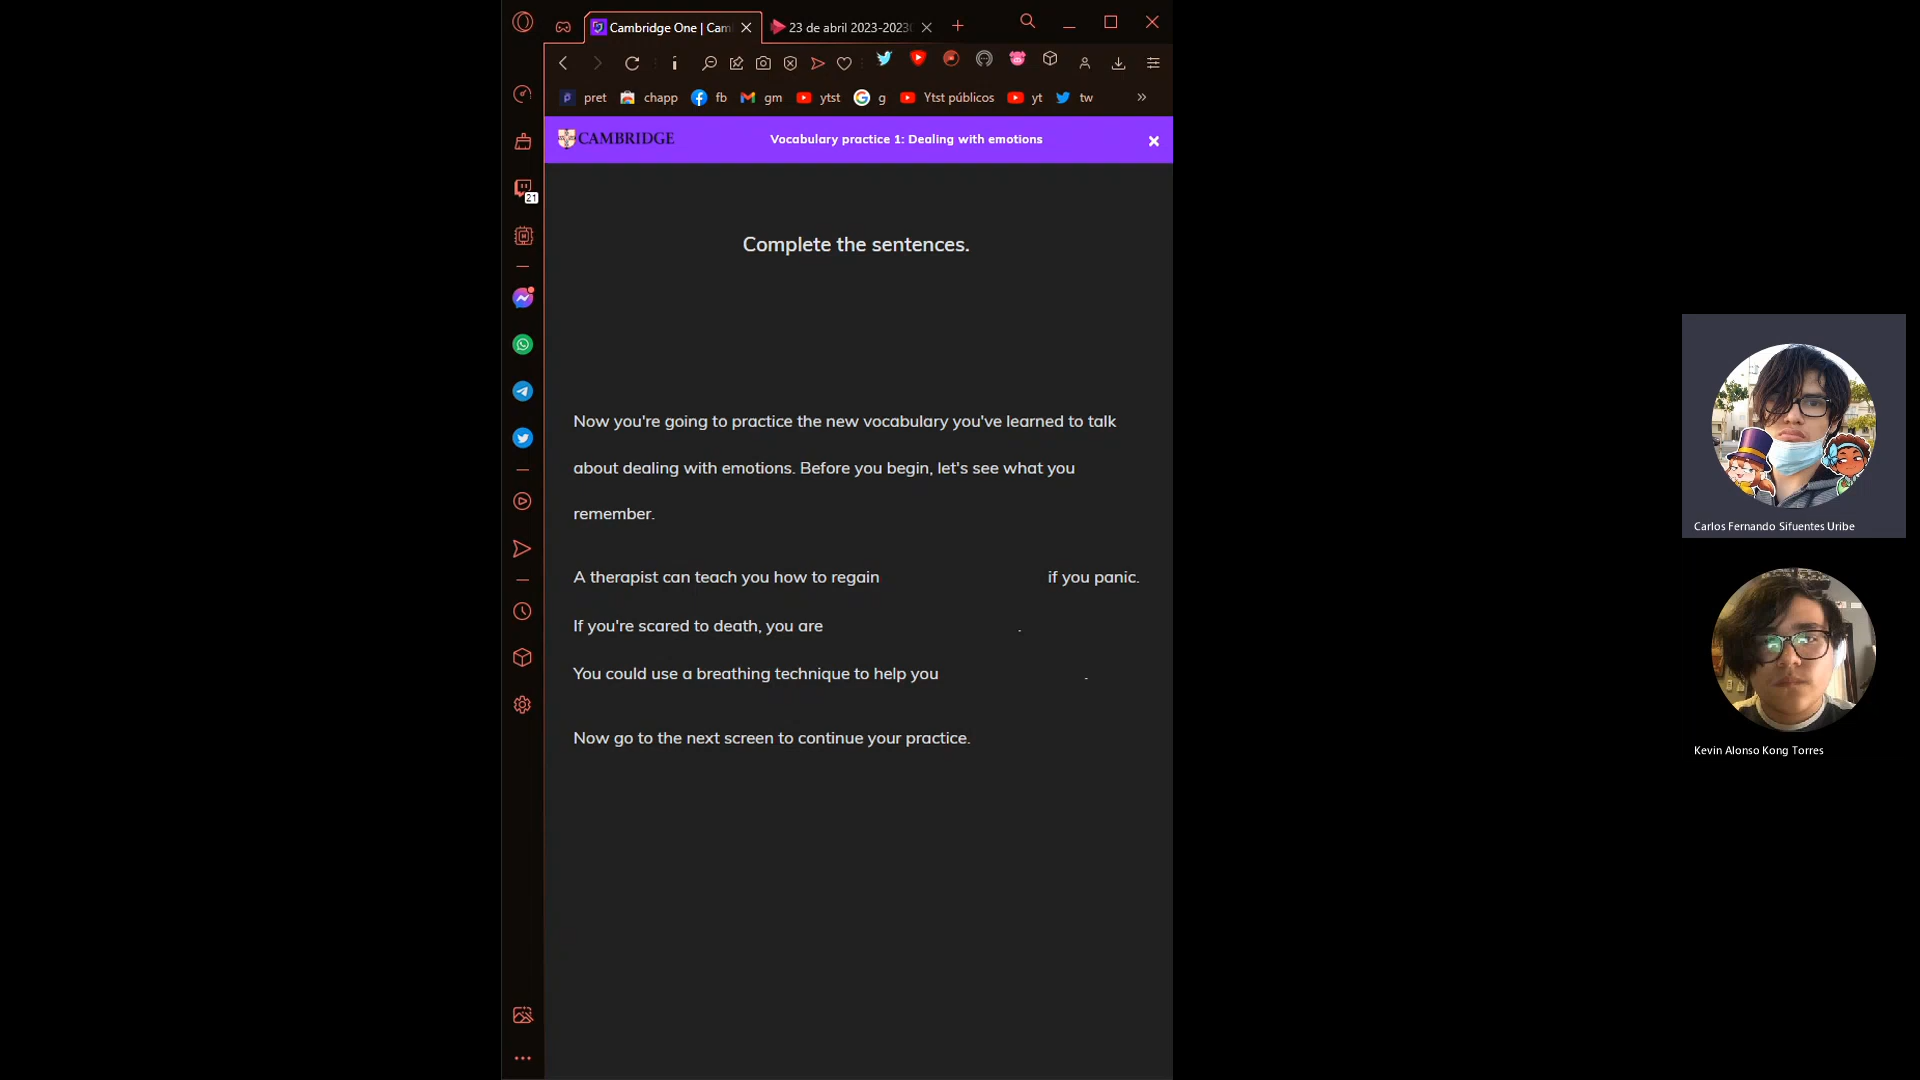 Cambridge One | Cam
23 de abril 2023-2023
pret
chapp
fb
gm
ytst
g
Ytst públicos
yt
tw
CAMBRIDGE
Vocabulary practice 1: Dealing with emotions
21
Complete the sentences.
Now you're going to practice the new vocabulary you've learned to talk
about dealing with emotions. Before you begin, let's see what you
remember.
A therapist can teach you how to regain if you panic.
If you're scared to death, you are .
You could use a breathing technique to help you .
Now go to the next screen to continue your practice.
Carlos Fernando Sifuentes Uribe
Kevin Alonso Kong Torres